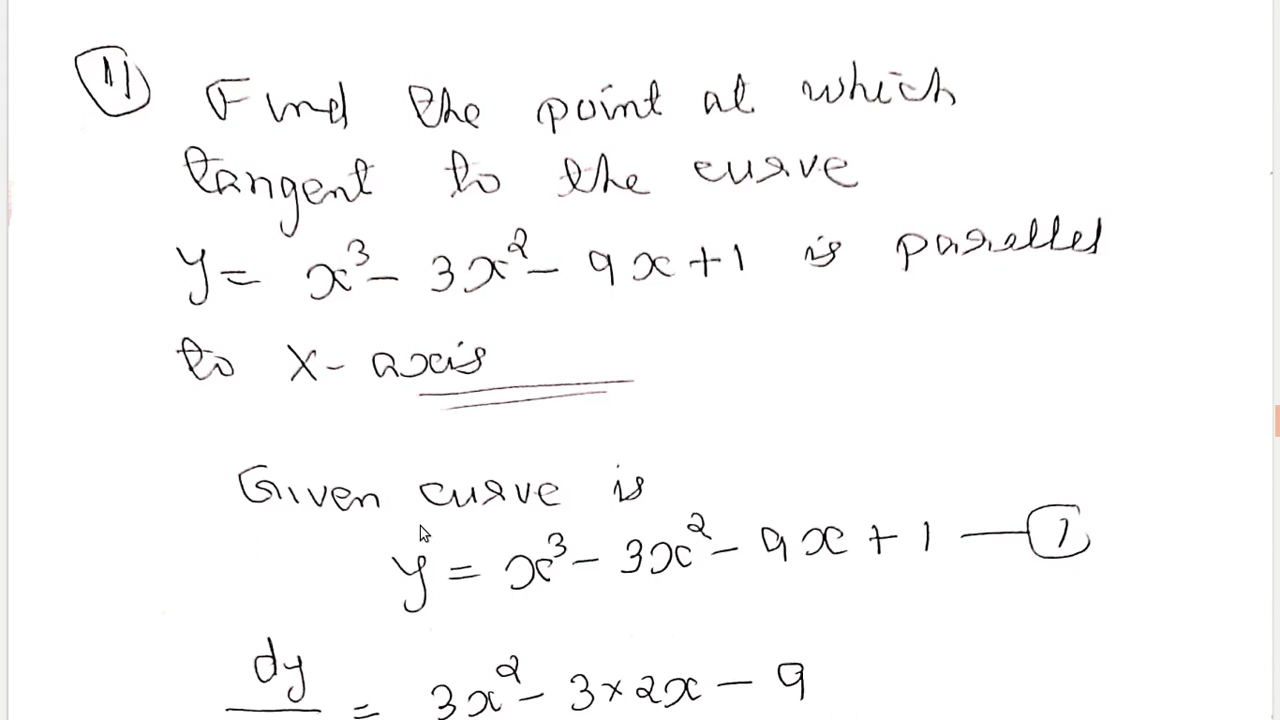 11 Find the point at which
tangent to the curve
y = x³ - 3x² - 9x + 1 is parallel
to X-axis
Given curve is
y = x³ - 3x² - 9x + 1 — 1
dy
= 3x² - 3×2x - 9